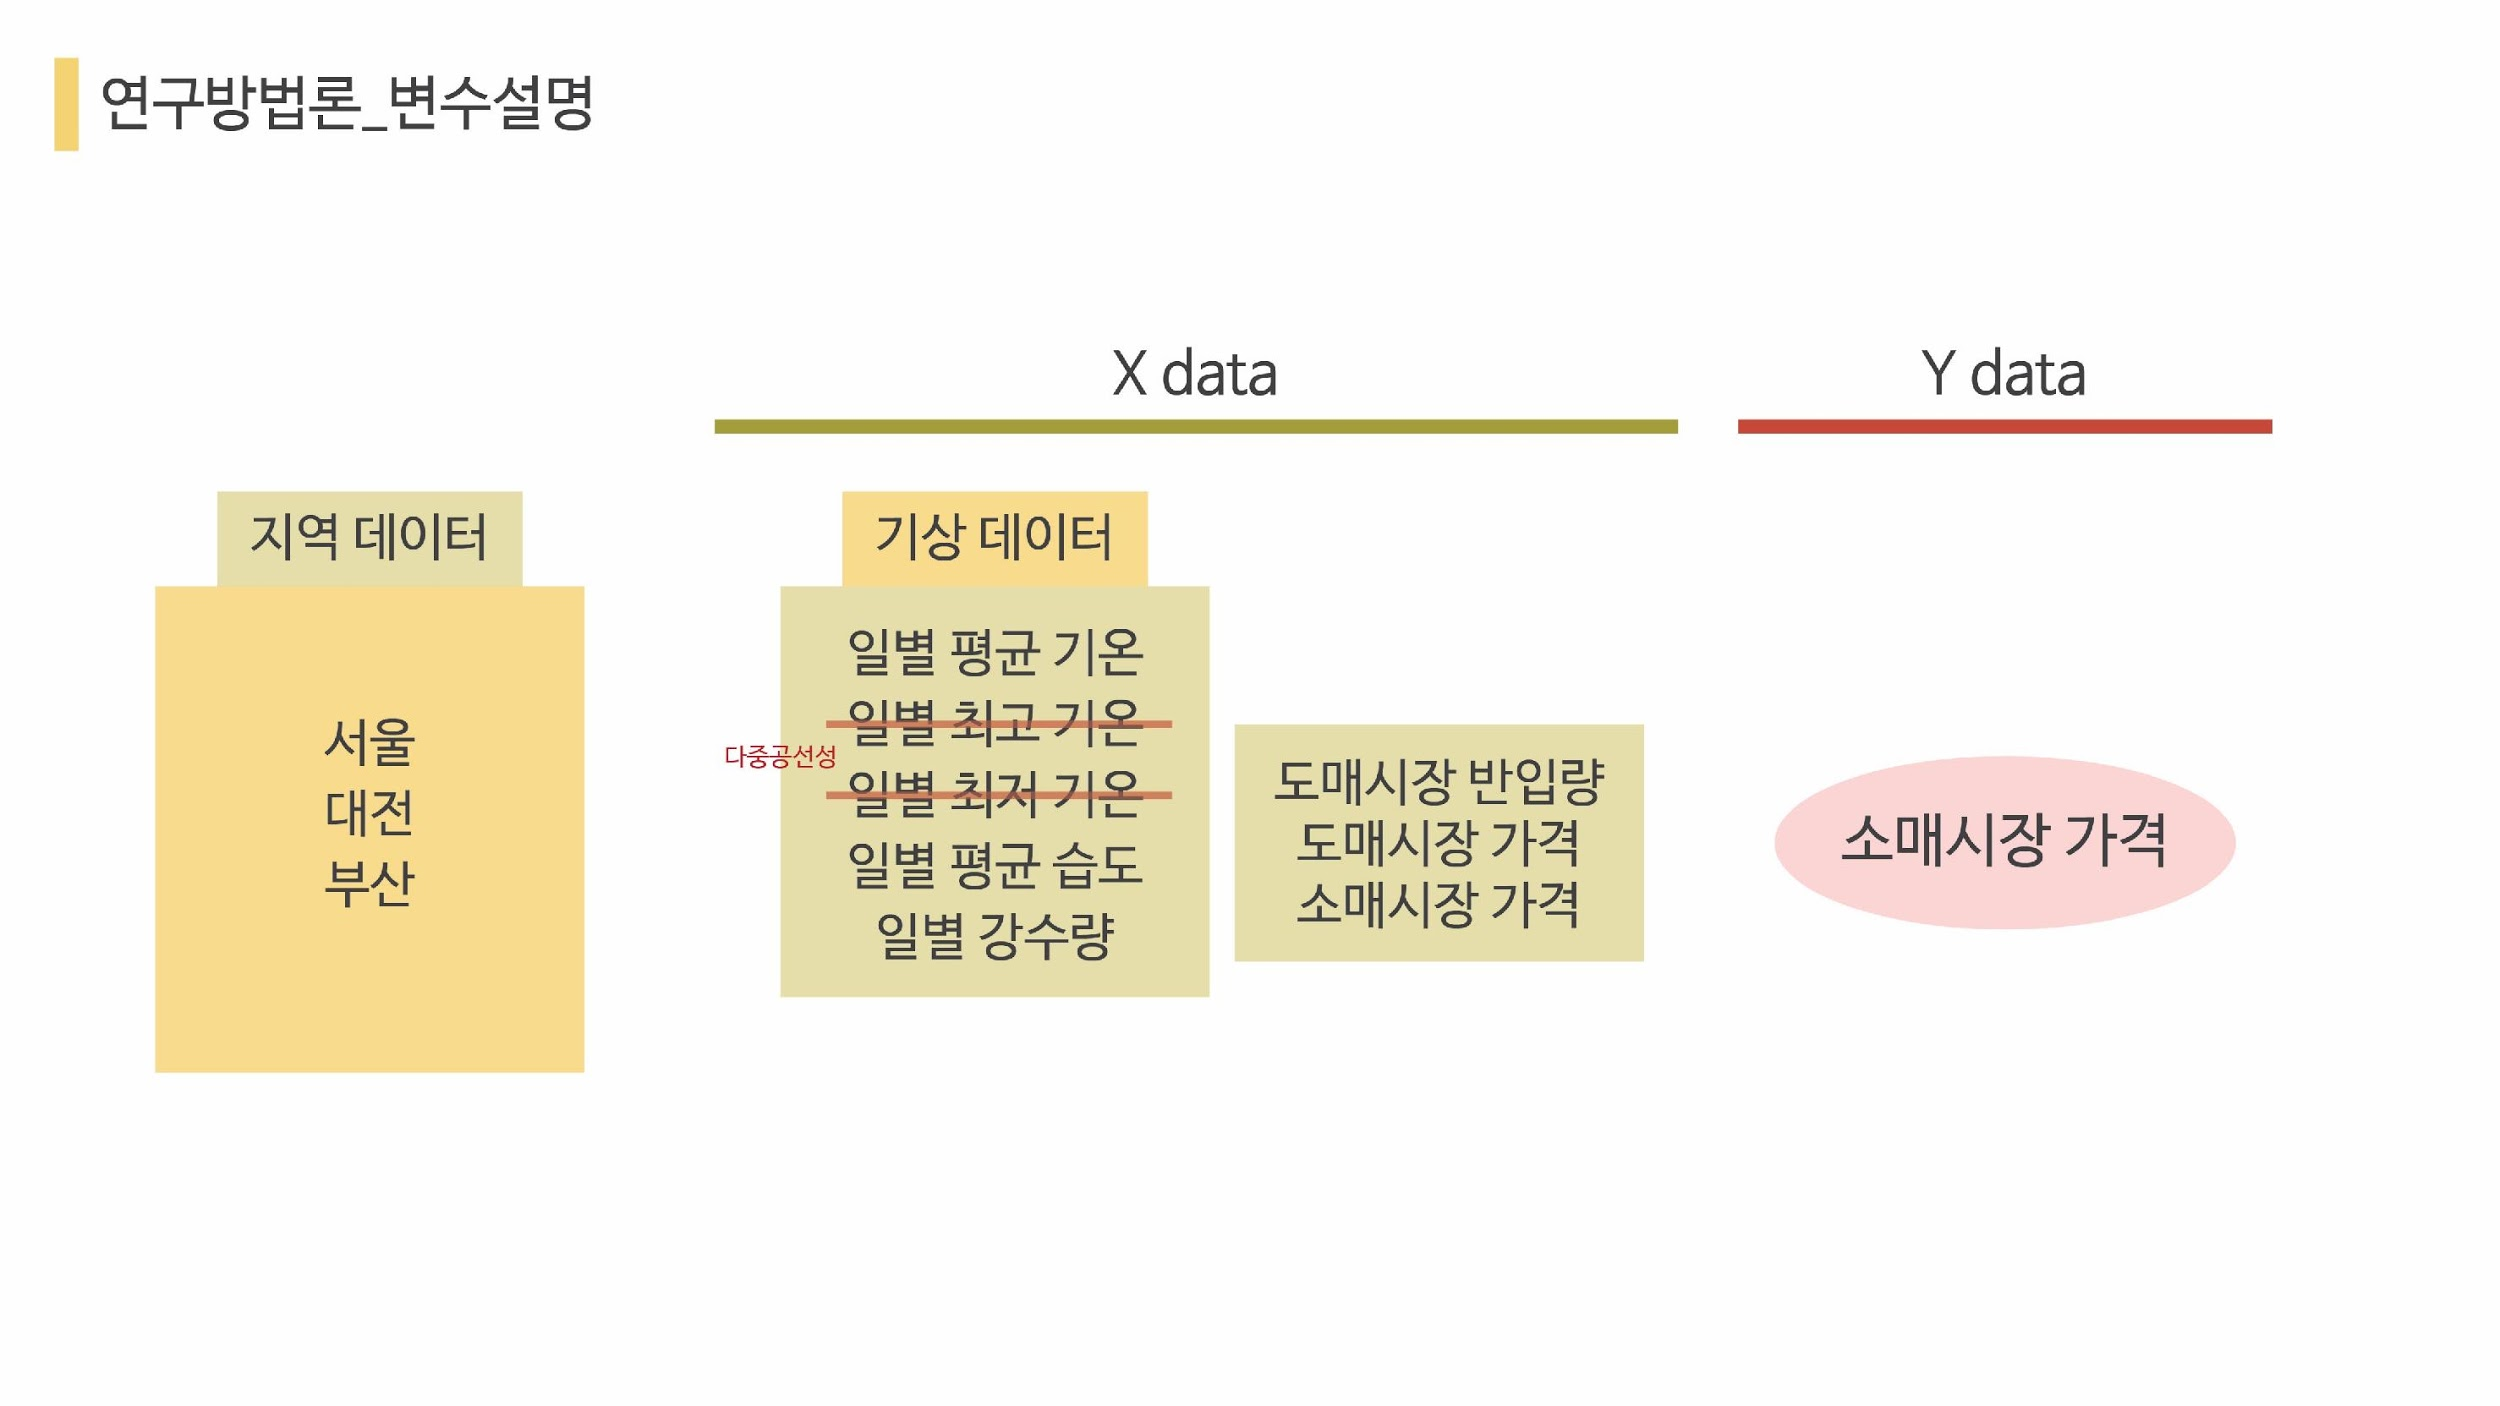 연구방법론_변수설명
X data
Y data
지역 데이터
서울
대전
부산
기상 데이터
일별 평균 기온
일별 최고 기온
다중공선성
일별 최저 기온
일별 평균 습도
일별 강수량
도매시장 반입량
도매시장 가격
소매시장 가격
소매시장 가격